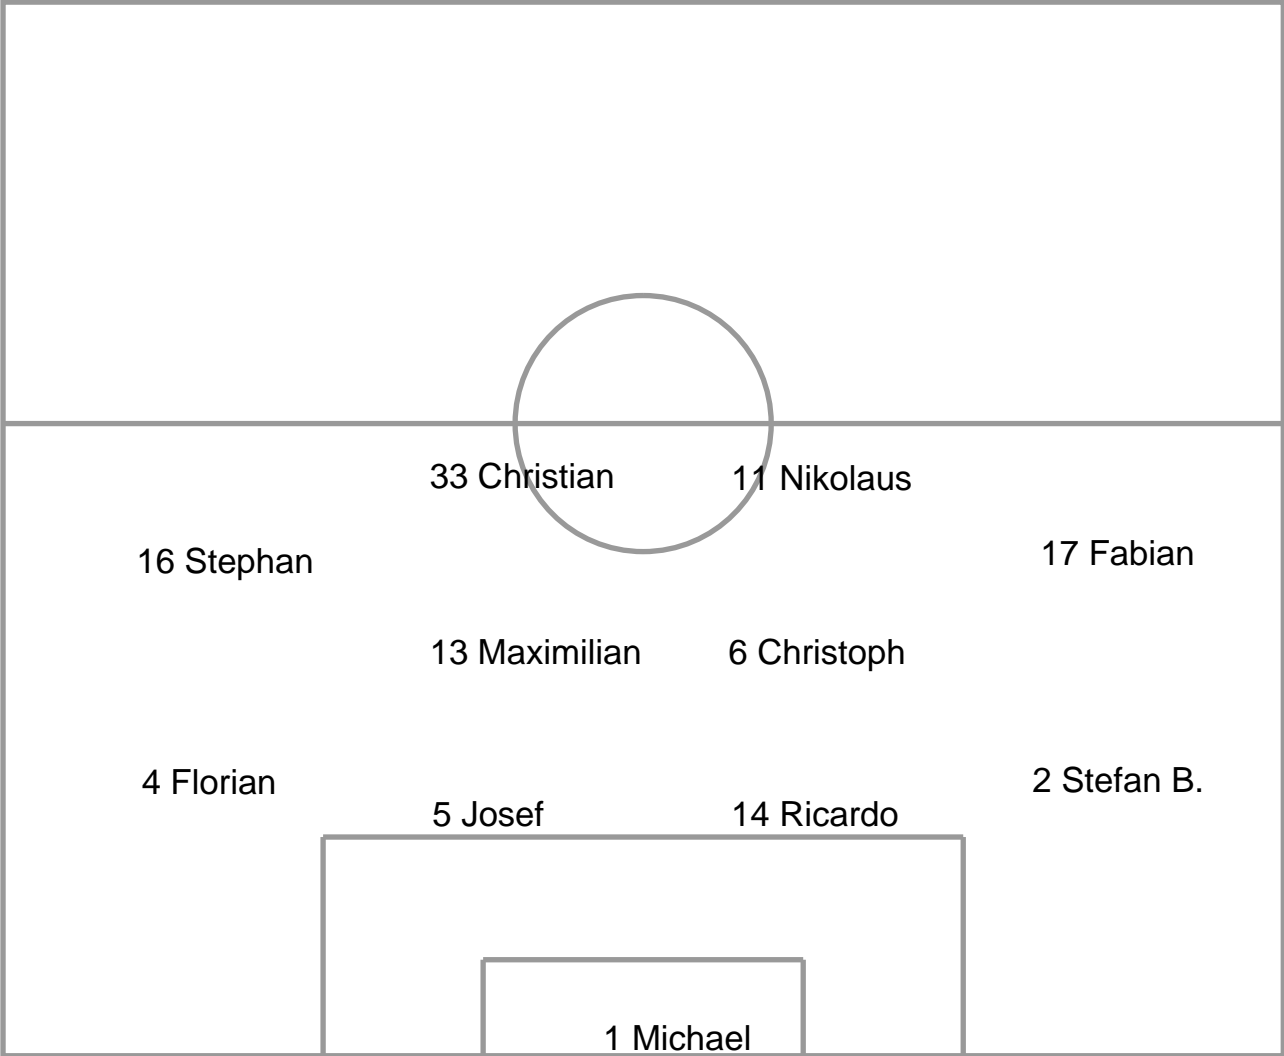 33 Christian
11 Nikolaus
16 Stephan
17 Fabian
13 Maximilian
6 Christoph
4 Florian
2 Stefan B.
5 Josef
14 Ricardo
1 Michael